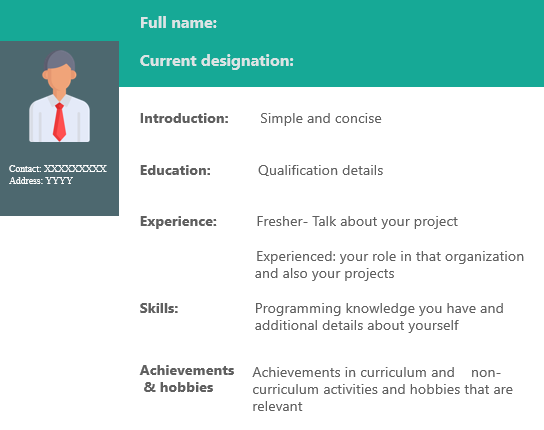 Full name:
Current designation:
Contact: XXXXXXXXX
Address: YYYY
Introduction: Simple and concise
Education: Qualification details
Experience: Fresher- Talk about your project
Experienced: your role in that organization
and also your projects
Skills: Programming knowledge you have and
additional details about yourself
Achievements Achievements in curriculum and non-
& hobbies curriculum activities and hobbies that are
relevant